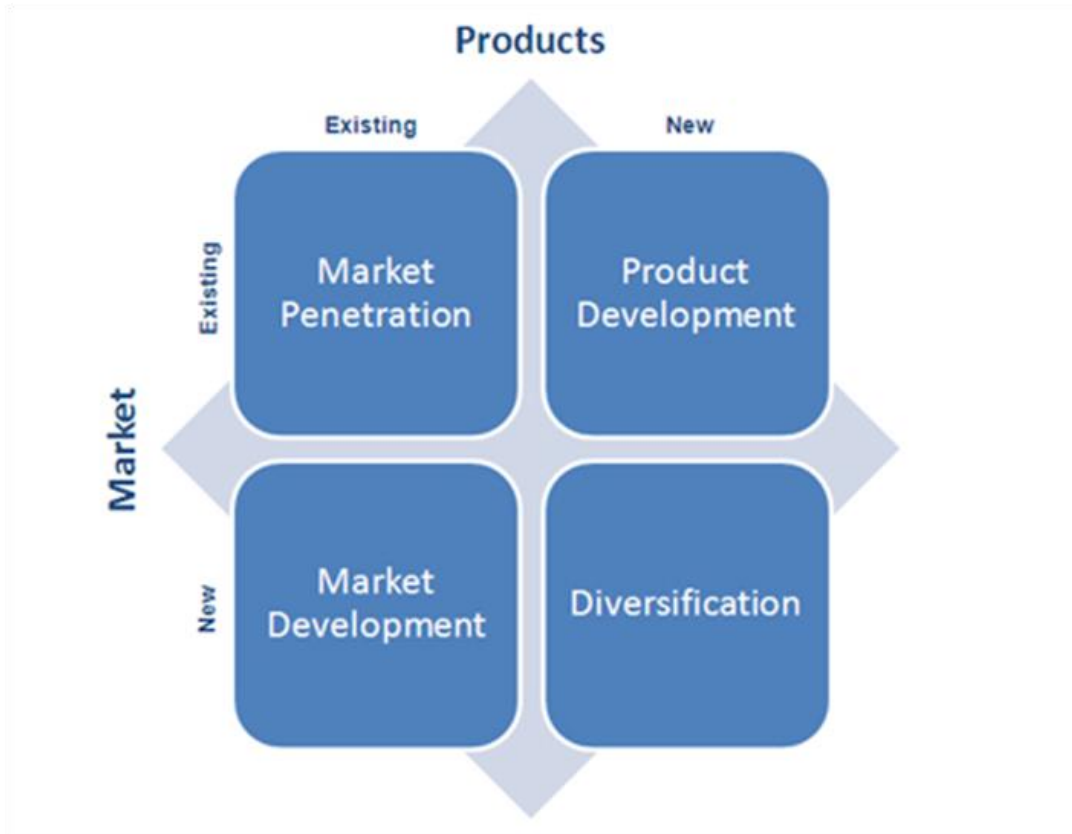 Products
Existing
New
Existing
Market
Penetration
Product
Development
Market
New
Market
Development
Diversification